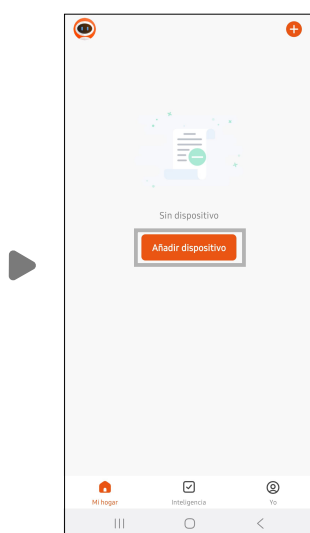 Sin dispositivo
Añadir dispositivo
Mi hogar
Inteligencia
Yo